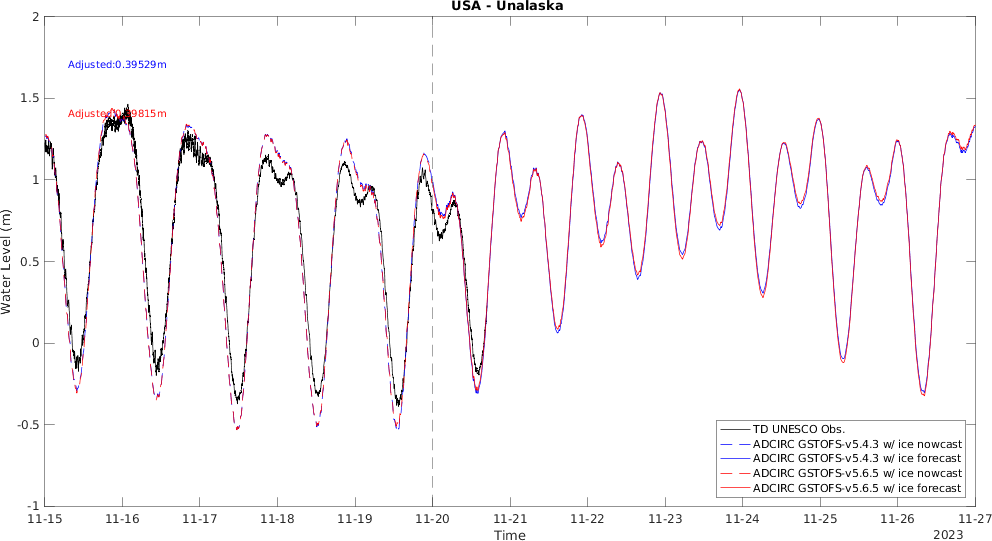 USA - Unalaska
Adjusted:0.39529m
Adjusted:0.39815m
Water Level (m)
2
1.5
1
0.5
0
-0.5
-1
11-15 11-16 11-17 11-18 11-19 11-20 11-21 11-22 11-23 11-24 11-25 11-26 11-27
Time
2023
TD UNESCO Obs.
ADCIRC GSTOFS-v5.4.3 w/ ice nowcast
ADCIRC GSTOFS-v5.4.3 w/ ice forecast
ADCIRC GSTOFS-v5.6.5 w/ ice nowcast
ADCIRC GSTOFS-v5.6.5 w/ ice forecast